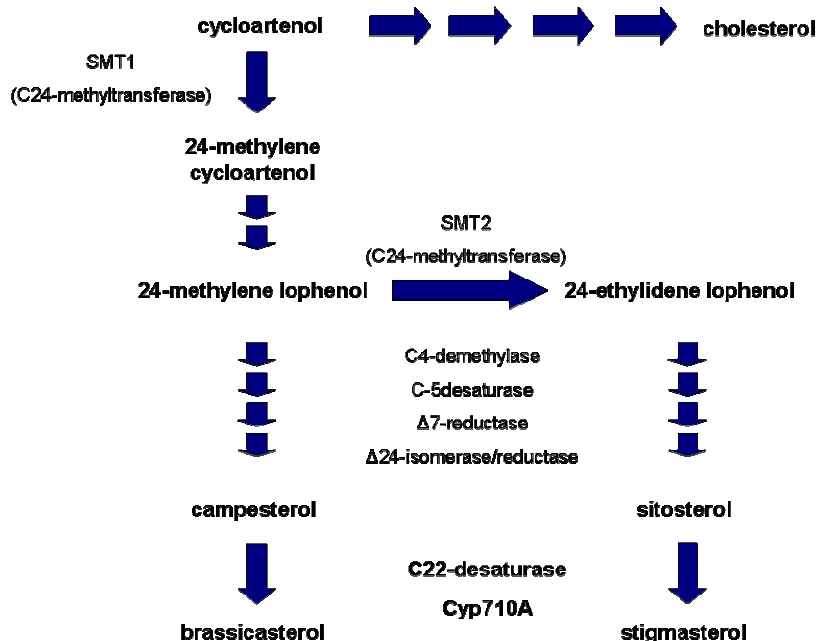 cycloartenol
cholesterol
SMT1
(C24-methyltransferase)
24-methylene
cycloartenol
SMT2
(C24-methyltransferase)
24-methylene lophenol
24-ethylidene lophenol
C4-demethylase
C-5desaturase
Δ7-reductase
Δ24-isomerase/reductase
campesterol
sitosterol
C22-desaturase
Cyp710A
brassicasterol
stigmasterol